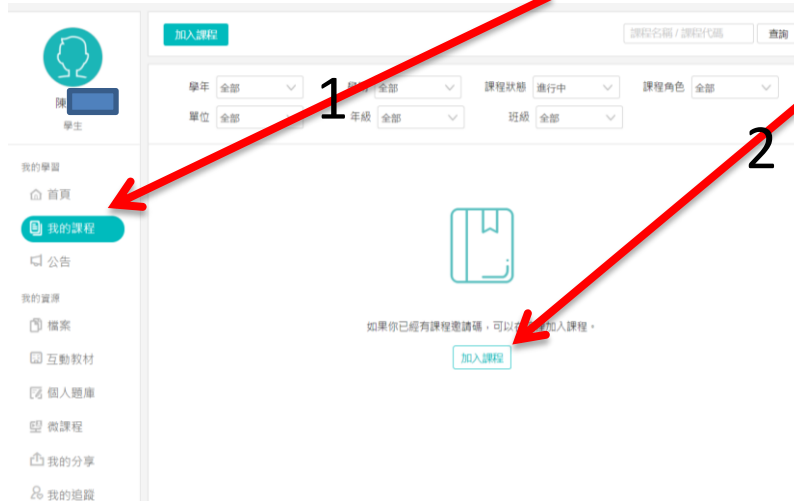 加入課程
課程名稱 / 課程代碼
查詢
學年 全部
1
全部
課程狀態 進行中
課程角色 全部
單位 全部
年級 全部
班級 全部
2
陳
學生
我的學習
首頁
我的課程
公告
我的資源
檔案
互動教材
個人題庫
微課程
我的分享
我的追蹤
如果你已經有課程邀請碼，可以在
加入課程。
加入課程